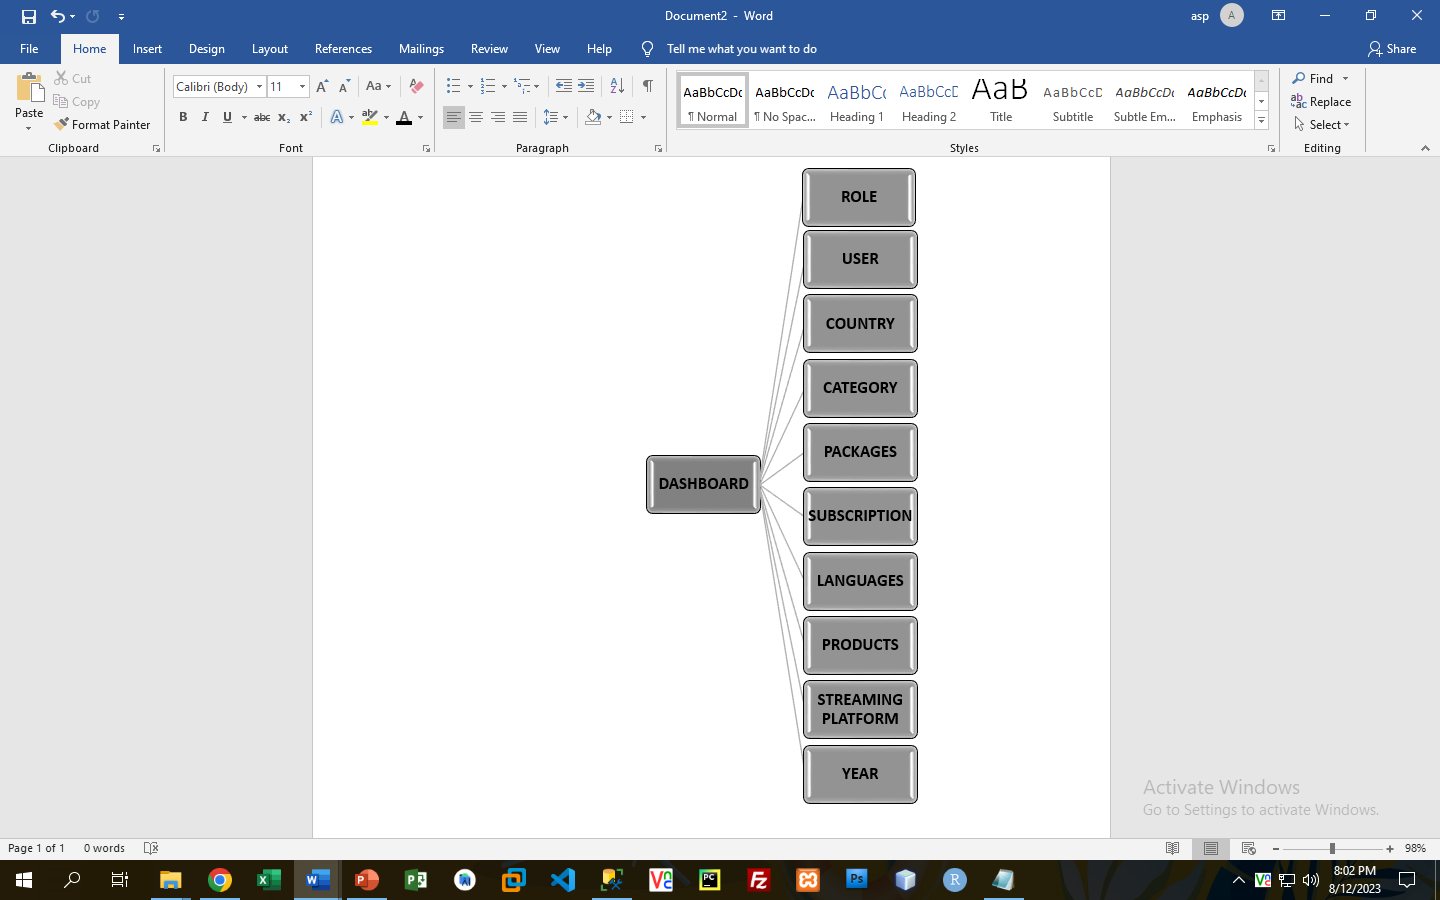 Document2 - Word
asp
A
File Home Insert Design Layout References Mailings Review View Help Tell me what you want to do Share
Paste
Cut
Copy
Format Painter
Clipboard
Calibri (Body) 11
Font
Paragraph
AaBbCcDc AaBbCcDc AaBbCc AaBbCcD AaB AaBbCcD AaBbCcDc AaBbCcDc
¶ Normal ¶ No Spac... Heading 1 Heading 2 Title Subtitle Subtle Em... Emphasis
Styles
Find
Replace
Select
Editing
ROLE
USER
COUNTRY
CATEGORY
PACKAGES
DASHBOARD
SUBSCRIPTION
LANGUAGES
PRODUCTS
STREAMING
PLATFORM
YEAR
Activate Windows
Go to Settings to activate Windows.
Page 1 of 1 0 words
98%
8:02 PM
8/12/2023